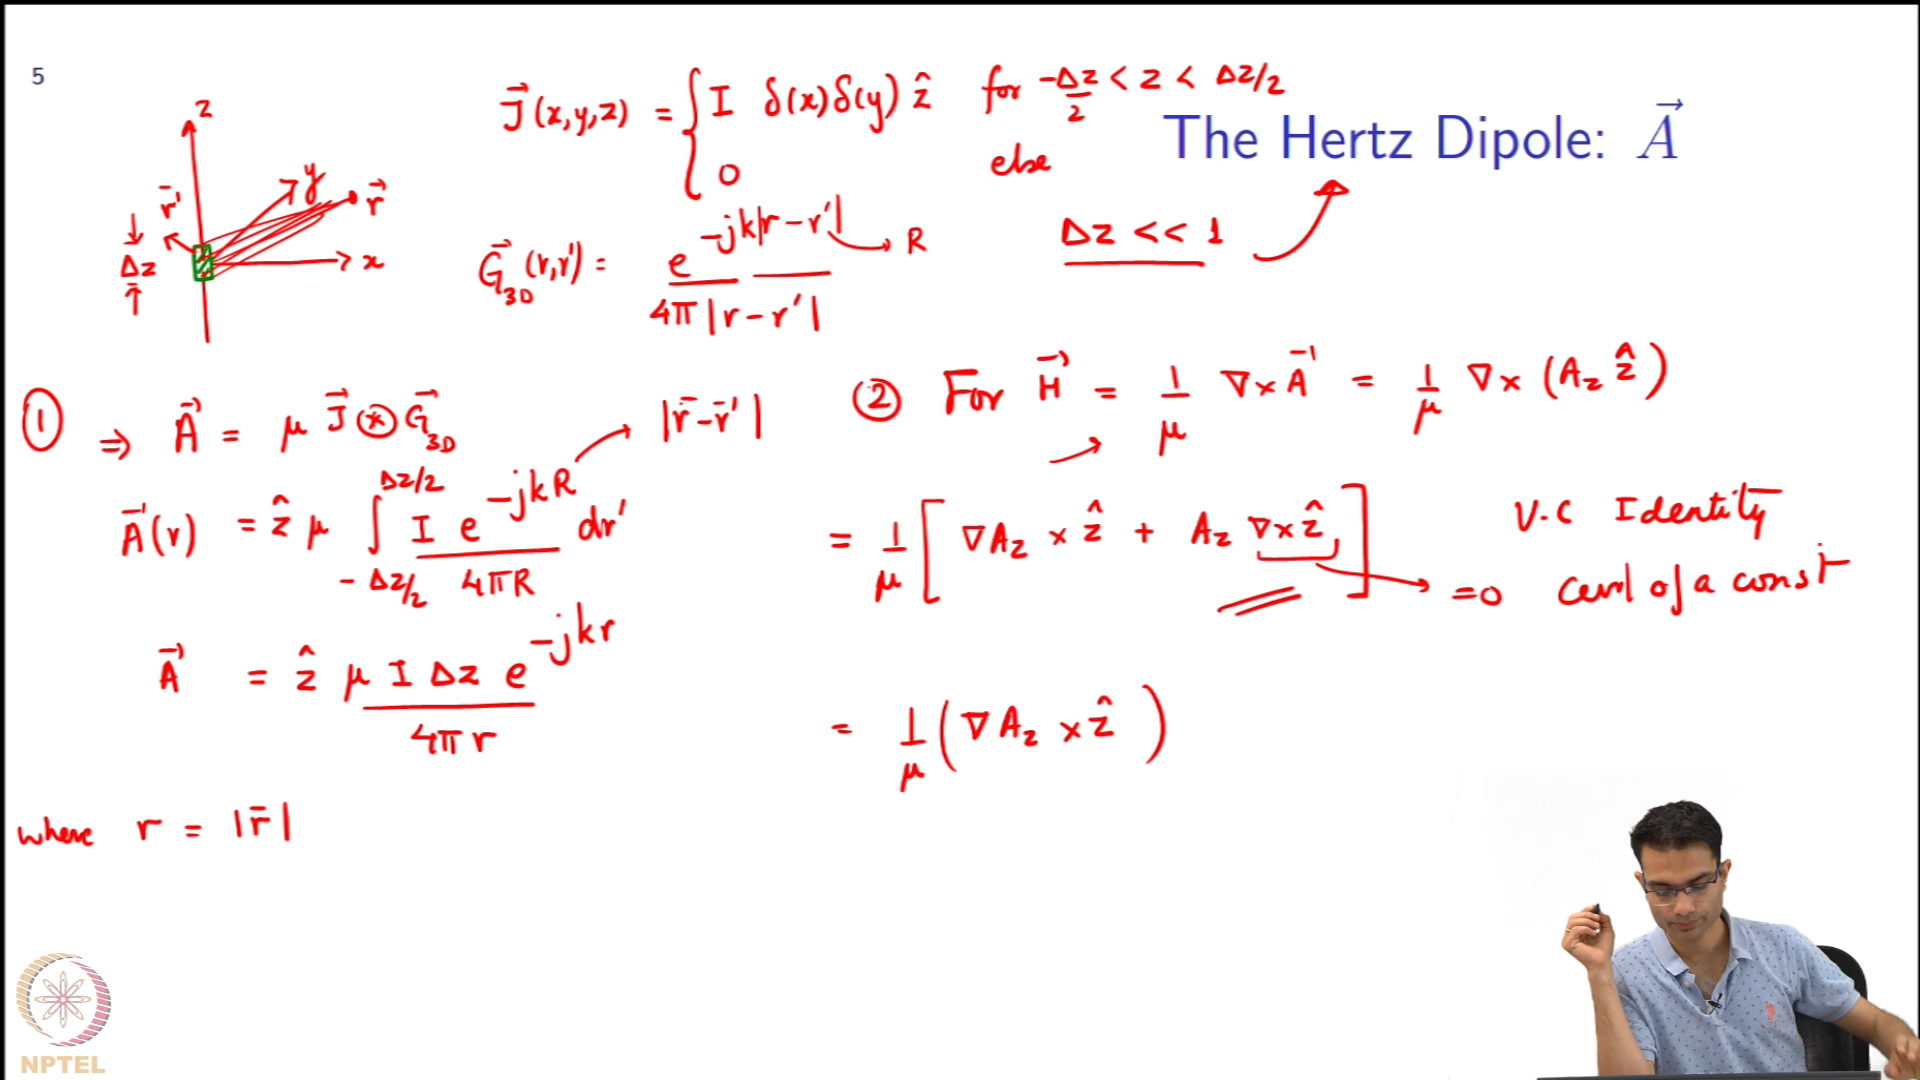 5
The Hertz Dipole: A⃗
J⃗(x,y,z) = { I δ(x)δ(y) ẑ for -Δz/2 < z < Δz/2
0 else
z
y
x
r̄'
r⃗
Δz
G⃗3D(r,r') = e^{-jk|r-r'|} / 4π|r-r'| → R
Δz << 1
① ⇒ A⃗ = μ J⃗ ⊛ G⃗3D
|r̄-r̄'|
A⃗(r) = ẑ μ ∫_{-Δz/2}^{Δz/2} I e^{-jkR} / 4πR dr'
A⃗ = ẑ μ I Δz e^{-jkr} / 4πr
where r = |r̄|
② For H⃗ = 1/μ ∇×A⃗ = 1/μ ∇×(Az ẑ)
= 1/μ [ ∇Az × ẑ + Az ∇×ẑ ]
V.C Identity
=0 curl of a const
= 1/μ (∇Az × ẑ)
NPTEL